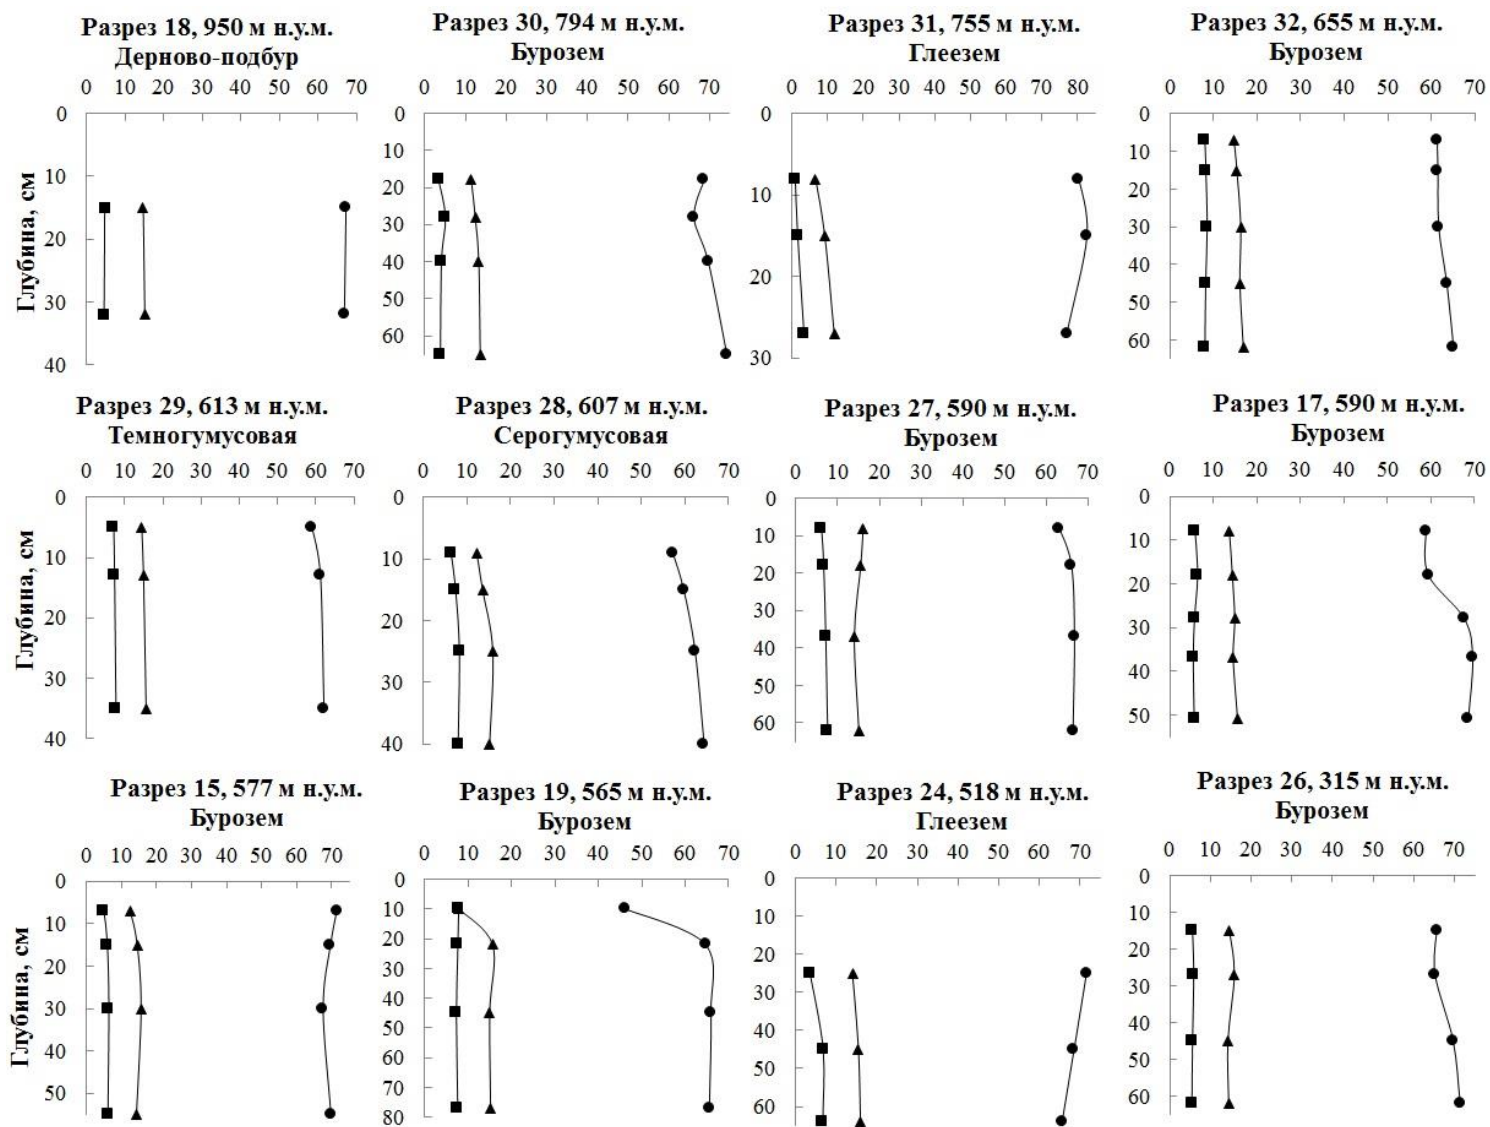 Разрез 18, 950 м н.у.м.
Дерново-подбур
0 10 20 30 40 50 60 70
0
10
20
30
40
Глубина, см
Разрез 30, 794 м н.у.м.
Бурозем
0 10 20 30 40 50 60 70
0
10
20
30
40
50
60
Разрез 31, 755 м н.у.м.
Глеезем
0 10 20 30 40 50 60 70 80
0
10
20
30
Разрез 32, 655 м н.у.м.
Бурозем
0 10 20 30 40 50 60 70
0
10
20
30
40
50
60
Разрез 29, 613 м н.у.м.
Темногумусовая
0 10 20 30 40 50 60 70
0
10
20
30
40
Глубина, см
Разрез 28, 607 м н.у.м.
Серогумусовая
0 10 20 30 40 50 60 70
0
10
20
30
40
Разрез 27, 590 м н.у.м.
Бурозем
0 10 20 30 40 50 60 70
0
10
20
30
40
50
60
Разрез 17, 590 м н.у.м.
Бурозем
0 10 20 30 40 50 60 70
0
10
20
30
40
50
Разрез 15, 577 м н.у.м.
Бурозем
0 10 20 30 40 50 60 70
0
10
20
30
40
50
Глубина, см
Разрез 19, 565 м н.у.м.
Бурозем
0 10 20 30 40 50 60 70
0
10
20
30
40
50
60
70
80
Разрез 24, 518 м н.у.м.
Глеезем
0 10 20 30 40 50 60 70
0
10
20
30
40
50
60
Разрез 26, 315 м н.у.м.
Бурозем
0 10 20 30 40 50 60 70
0
10
20
30
40
50
60